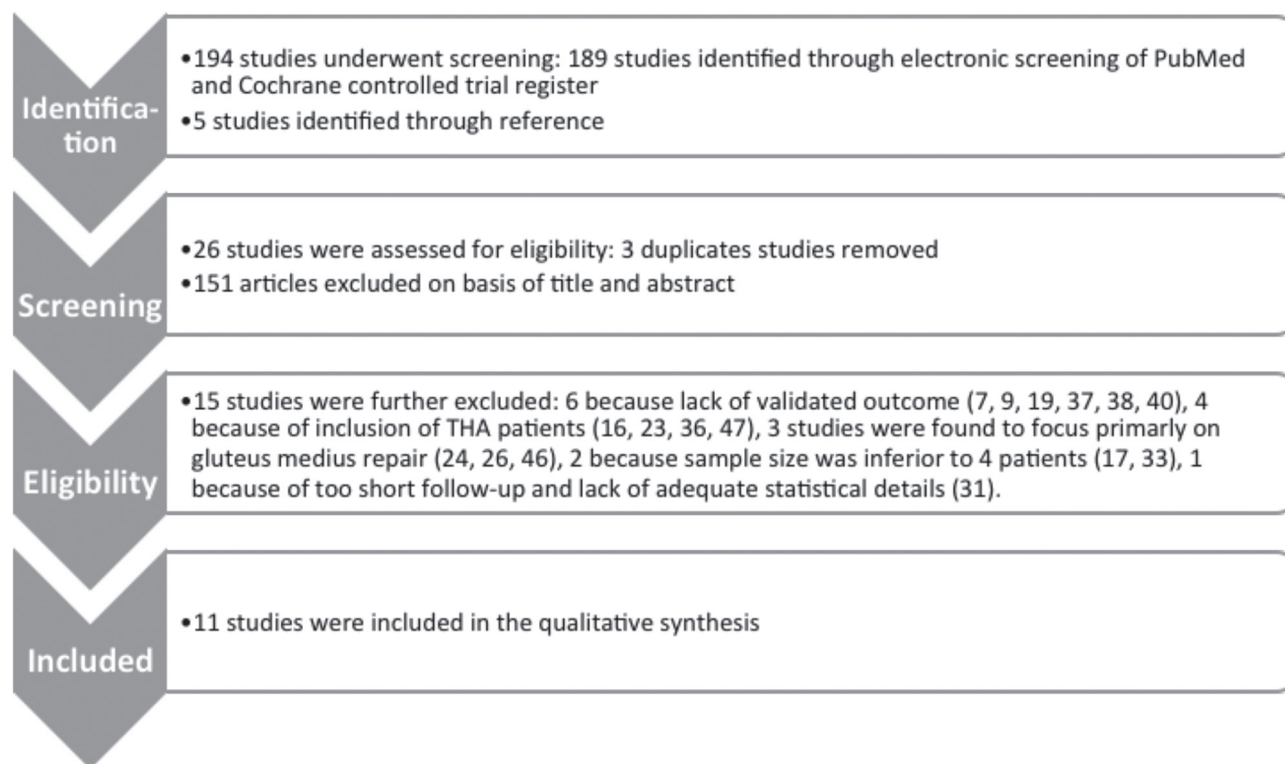 Identifica-
tion
•194 studies underwent screening: 189 studies identified through electronic screening of PubMed
and Cochrane controlled trial register
•5 studies identified through reference
Screening
•26 studies were assessed for eligibility: 3 duplicates studies removed
•151 articles excluded on basis of title and abstract
Eligibility
•15 studies were further excluded: 6 because lack of validated outcome (7, 9, 19, 37, 38, 40), 4
because of inclusion of THA patients (16, 23, 36, 47), 3 studies were found to focus primarly on
gluteus medius repair (24, 26, 46), 2 because sample size was inferior to 4 patients (17, 33), 1
because of too short follow-up and lack of adequate statistical details (31).
Included
•11 studies were included in the qualitative synthesis